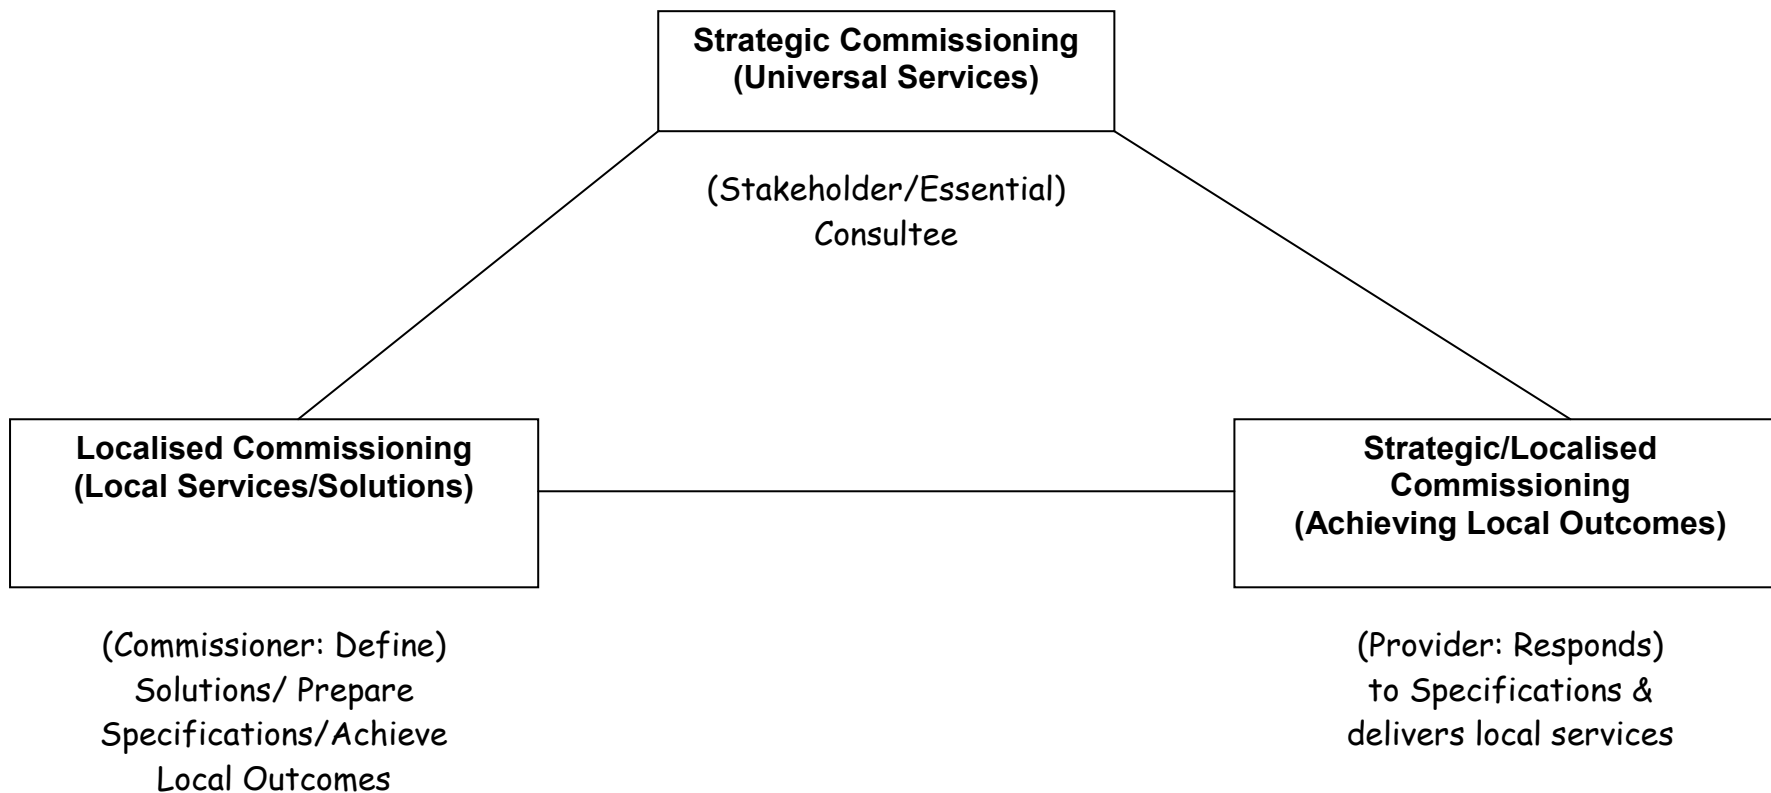 Strategic Commissioning
(Universal Services)
(Stakeholder/Essential)
Consultee
Localised Commissioning
(Local Services/Solutions)
Strategic/Localised
Commissioning
(Achieving Local Outcomes)
(Commissioner: Define)
Solutions/ Prepare
Specifications/Achieve
Local Outcomes
(Provider: Responds)
to Specifications &
delivers local services